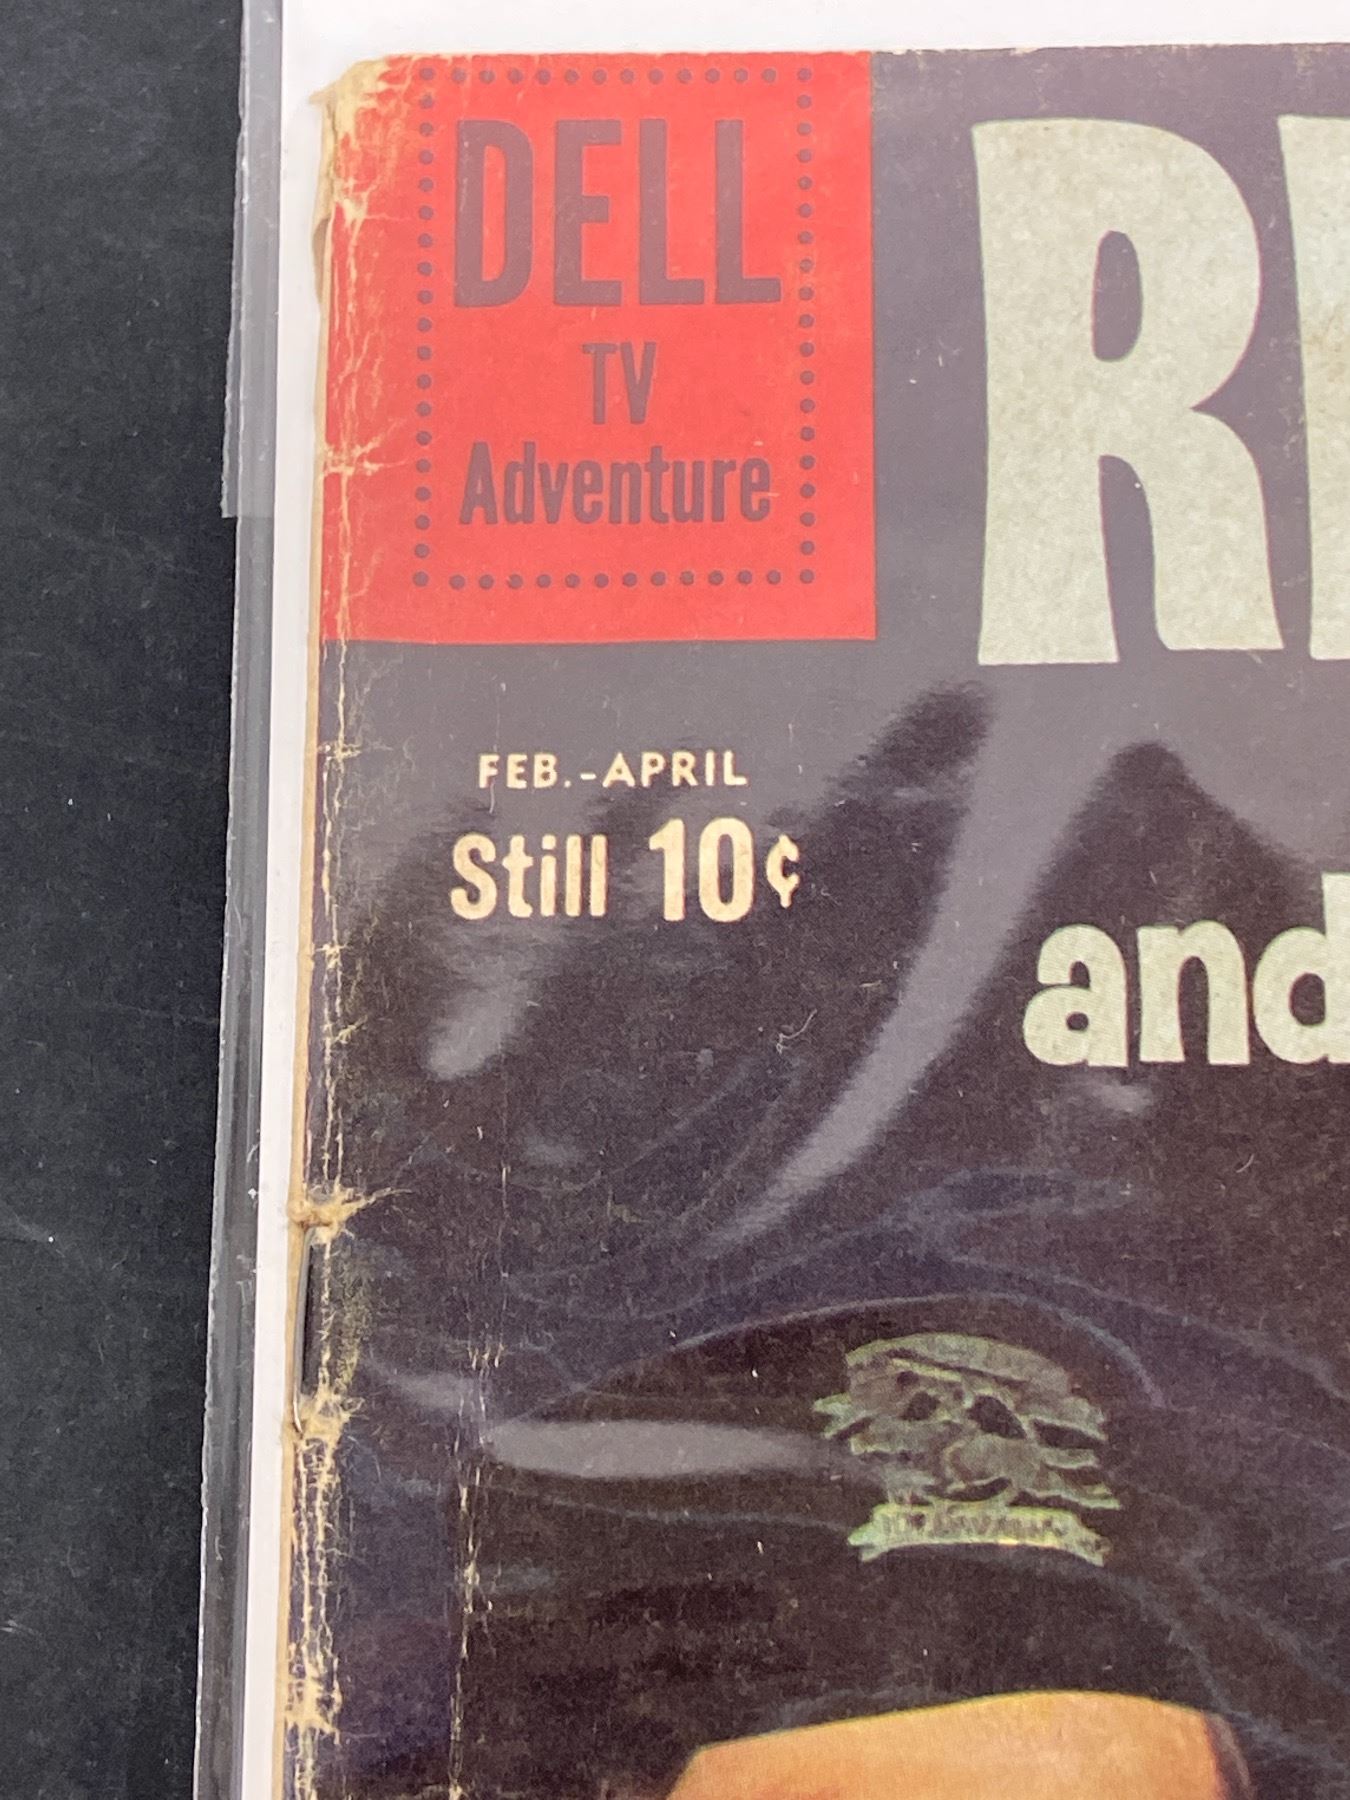 DELL
TV
Adventure
FEB.-APRIL
Still 10¢
R
and